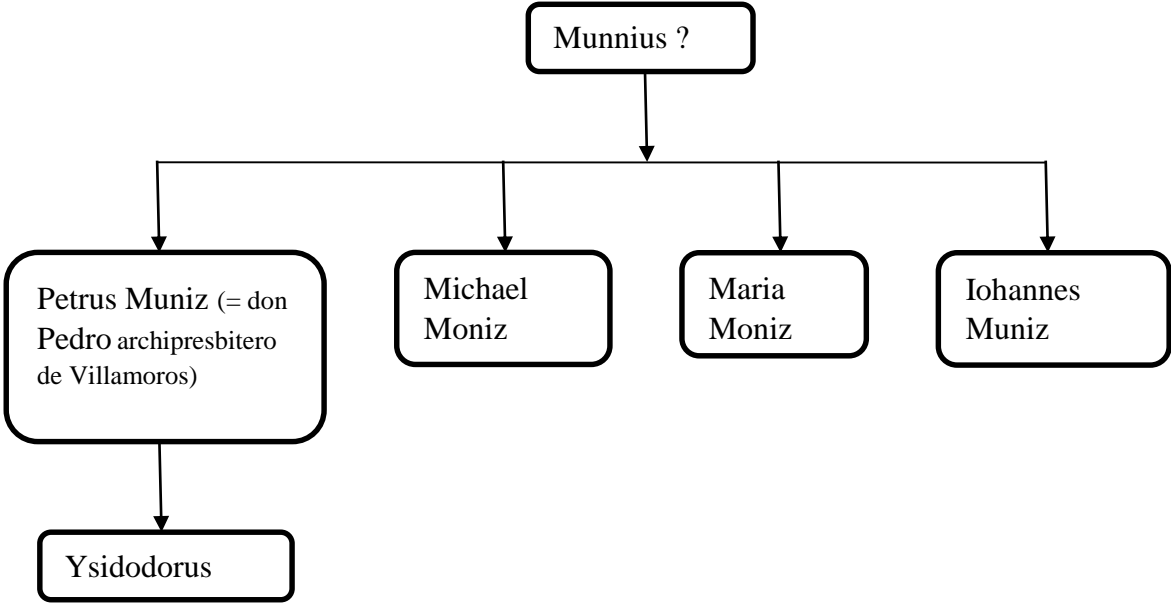 Munnius ?
Petrus Muniz (= don
Pedro archipresbitero
de Villamoros)
Michael
Moniz
Maria
Moniz
Iohannes
Muniz
Ysidodorus